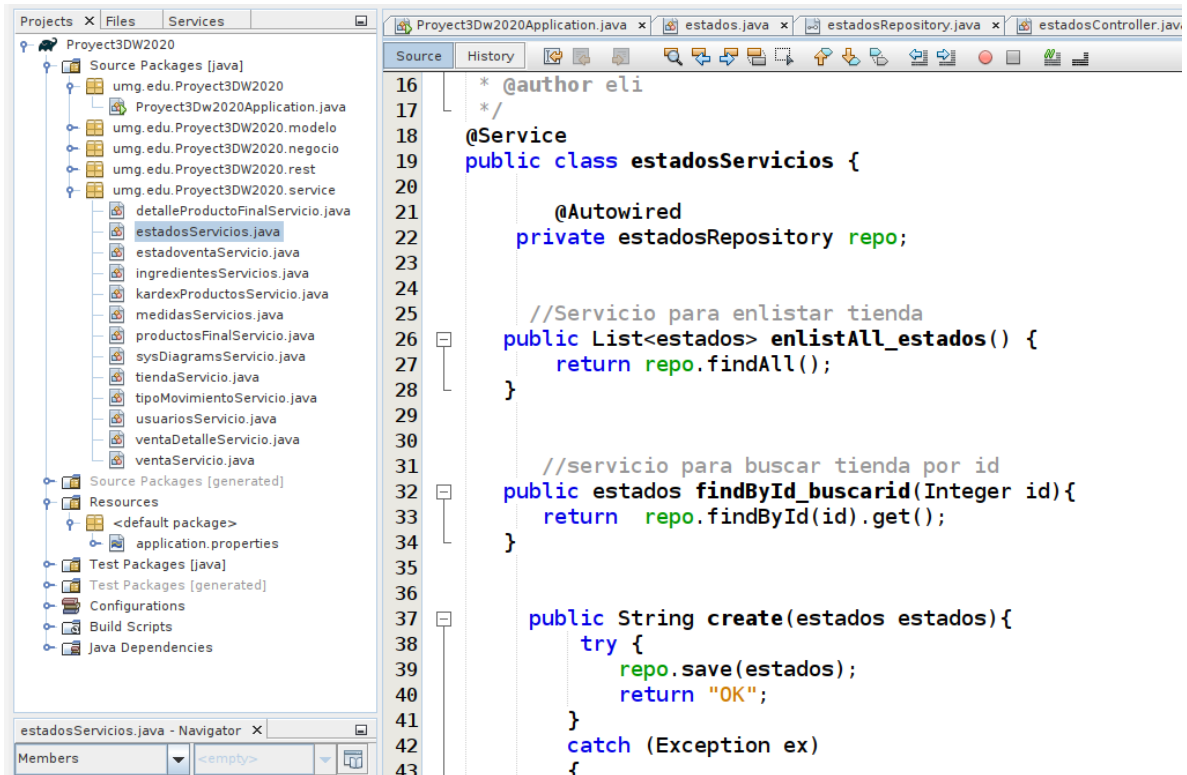 Projects Files Services
Proyect3DW2020
Source Packages [java]
umg.edu.Proyect3DW2020
Proyect3Dw2020Application.java
umg.edu.Proyect3DW2020.modelo
umg.edu.Proyect3DW2020.negocio
umg.edu.Proyect3DW2020.rest
umg.edu.Proyect3DW2020.service
detalleProductoFinalServicio.java
estadosServicios.java
estadoventaServicio.java
ingredientesServicios.java
kardexProductosServicio.java
medidasServicios.java
productosFinalServicio.java
sysDiagramsServicio.java
tiendaServicio.java
tipoMovimientoServicio.java
usuariosServicio.java
ventaDetalleServicio.java
ventaServicio.java
Source Packages [generated]
Resources
<default package>
application.properties
Test Packages [java]
Test Packages [generated]
Configurations
Build Scripts
Java Dependencies
estadosServicios.java - Navigator
Members <empty>
Proyect3Dw2020Application.java estados.java estadosRepository.java estadosController.java
Source History
16 * @author eli
17 */
18 @Service
19 public class estadosServicios {
20
21 @Autowired
22 private estadosRepository repo;
23
24
25 //Servicio para enlistar tienda
26 public List<estados> enlistAll_estados() {
27 return repo.findAll();
28 }
29
30
31 //servicio para buscar tienda por id
32 public estados findById_buscarid(Integer id){
33 return repo.findById(id).get();
34 }
35
36
37 public String create(estados estados){
38 try {
39 repo.save(estados);
40 return "OK";
41 }
42 catch (Exception ex)
43 {